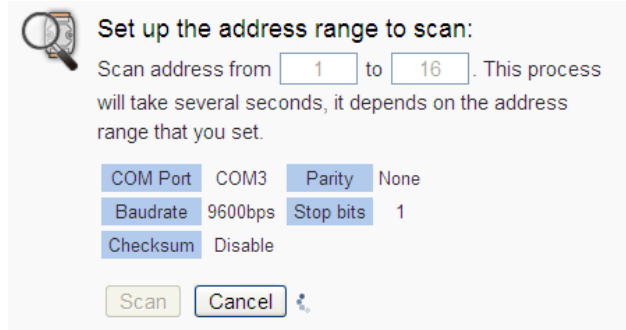 Set up the address range to scan:
Scan address from 1 to 16 . This process
will take several seconds, it depends on the address
range that you set.
COM Port COM3 Parity None
Baudrate 9600bps Stop bits 1
Checksum Disable
Scan Cancel